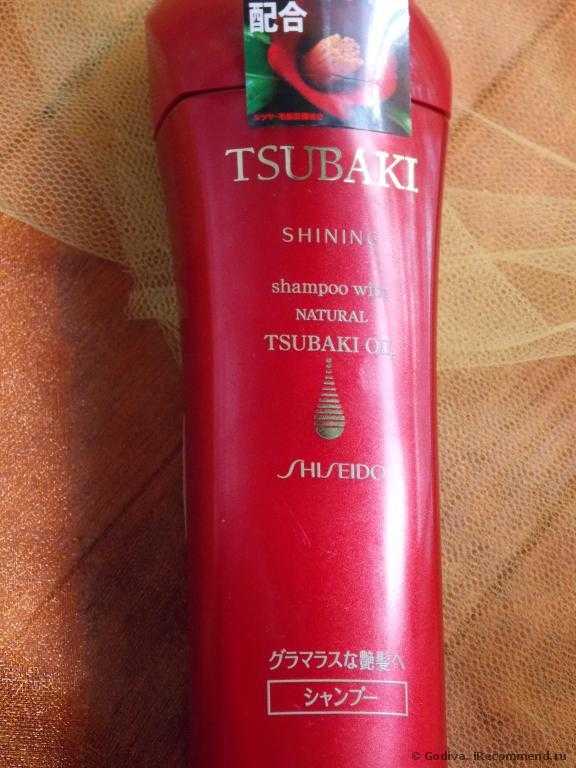 配合
TSUBAKI
SHINING
shampoo with
NATURAL
TSUBAKI OIL
SHISEIDO
グラマラスな艶髪へ
シャンプー
© Godiva. iRecommend.ru